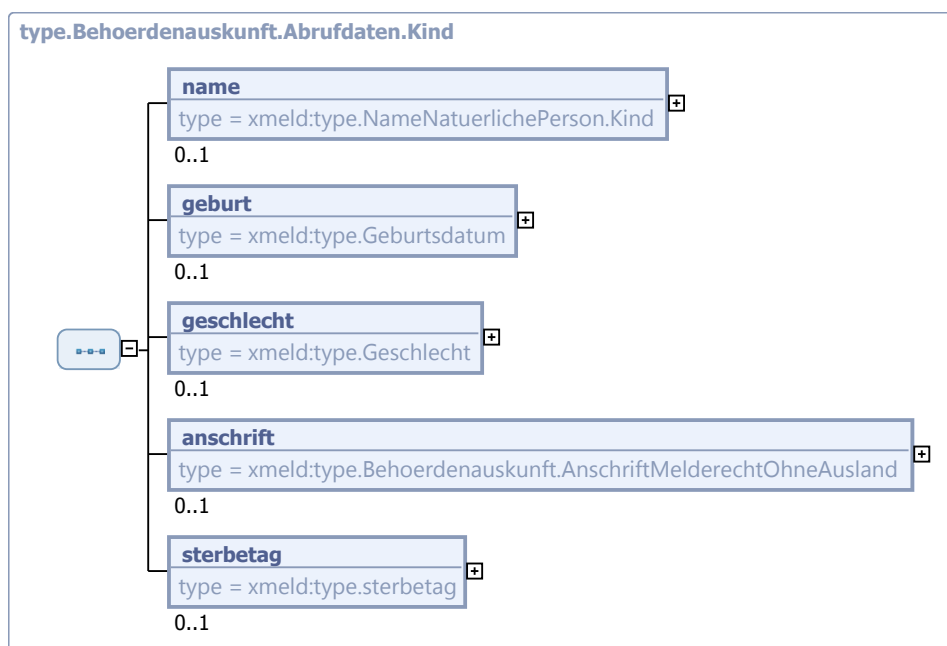 type.Behoerdenauskunft.Abrufdaten.Kind
name
type = xmeld:type.NameNatuerlichePerson.Kind
0..1
geburt
type = xmeld:type.Geburtsdatum
0..1
geschlecht
type = xmeld:type.Geschlecht
0..1
anschrift
type = xmeld:type.Behoerdenauskunft.AnschriftMelderechtOhneAusland
0..1
sterbetag
type = xmeld:type.sterbetag
0..1